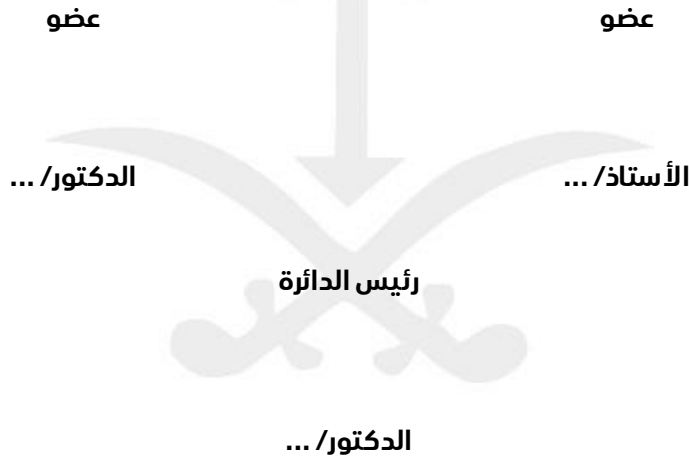 عضو عضو
الأستاذ/ ... الدكتور/ ...
رئيس الدائرة
الدكتور/ ...